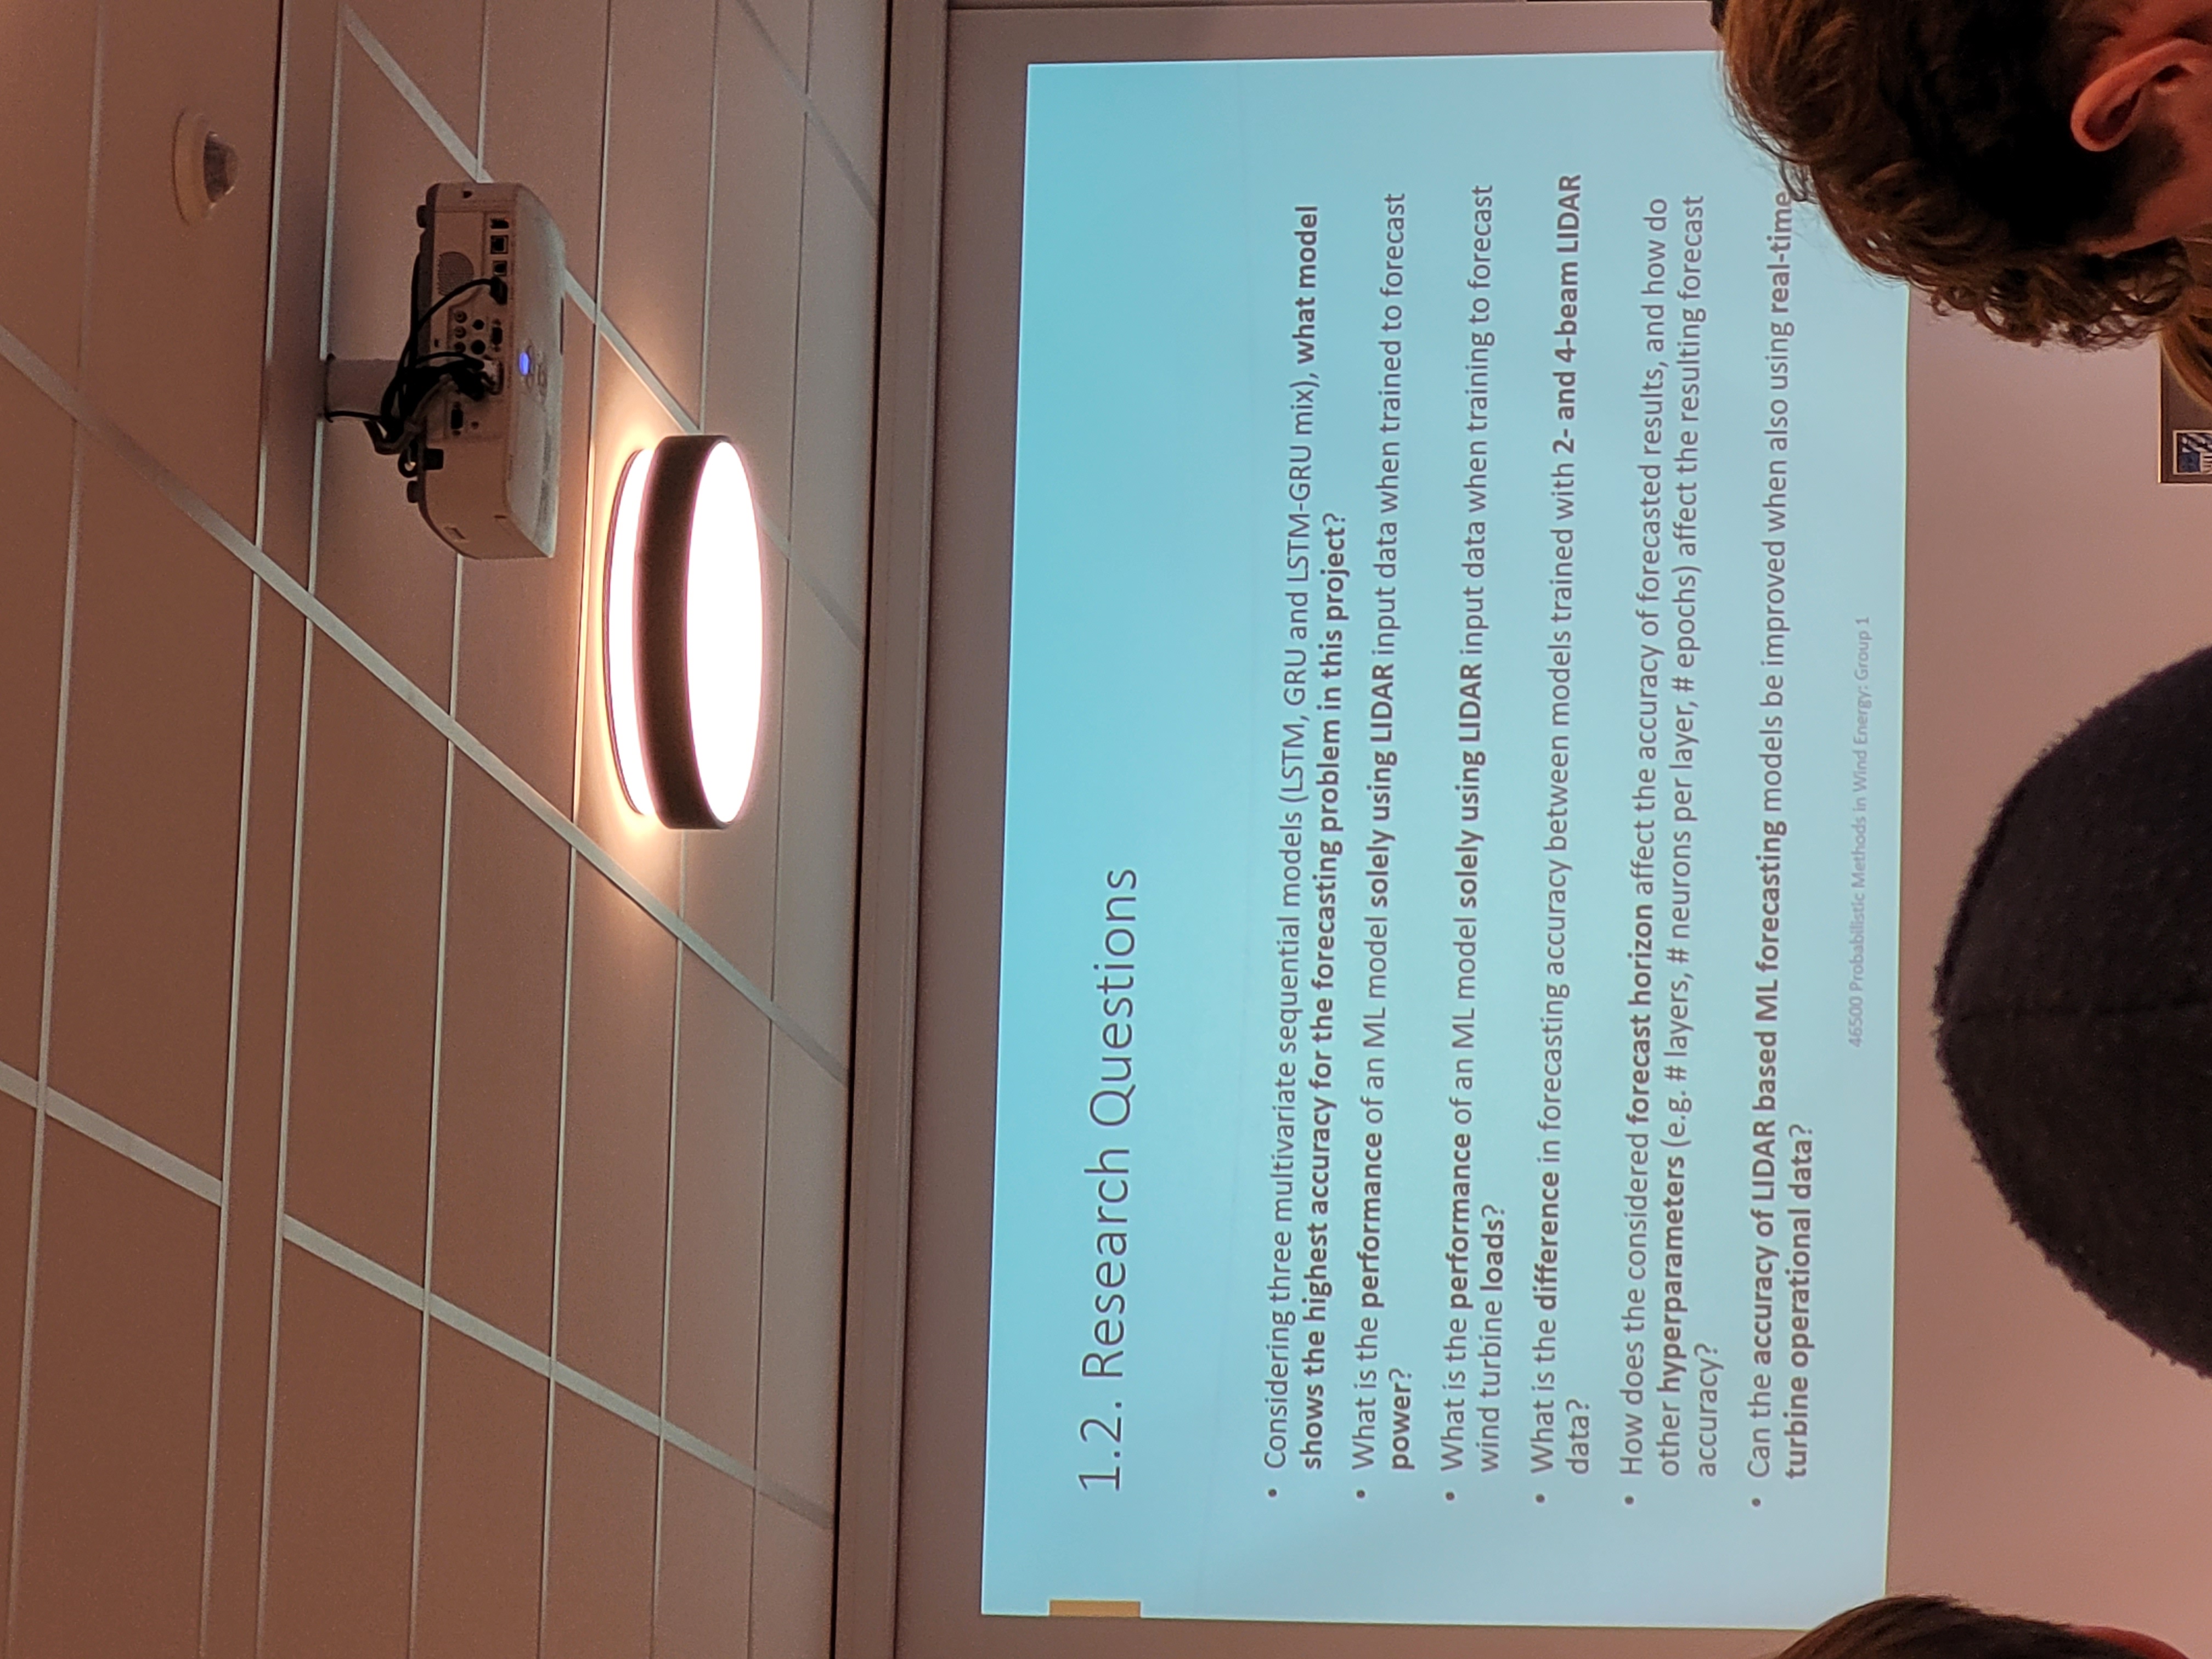 1.2. Research Questions
• Considering three multivariate sequential models (LSTM, GRU and LSTM-GRU mix), what model
shows the highest accuracy for the forecasting problem in this project?
• What is the performance of an ML model solely using LIDAR input data when trained to forecast
power?
• What is the performance of an ML model solely using LIDAR input data when training to forecast
wind turbine loads?
• What is the difference in forecasting accuracy between models trained with 2- and 4-beam LIDAR
data?
• How does the considered forecast horizon affect the accuracy of forecasted results, and how do
other hyperparameters (e.g. # layers, # neurons per layer, # epochs) affect the resulting forecast
accuracy?
• Can the accuracy of LIDAR based ML forecasting models be improved when also using real-time
turbine operational data?
46500 Probabilistic Methods in Wind Energy: Group 1